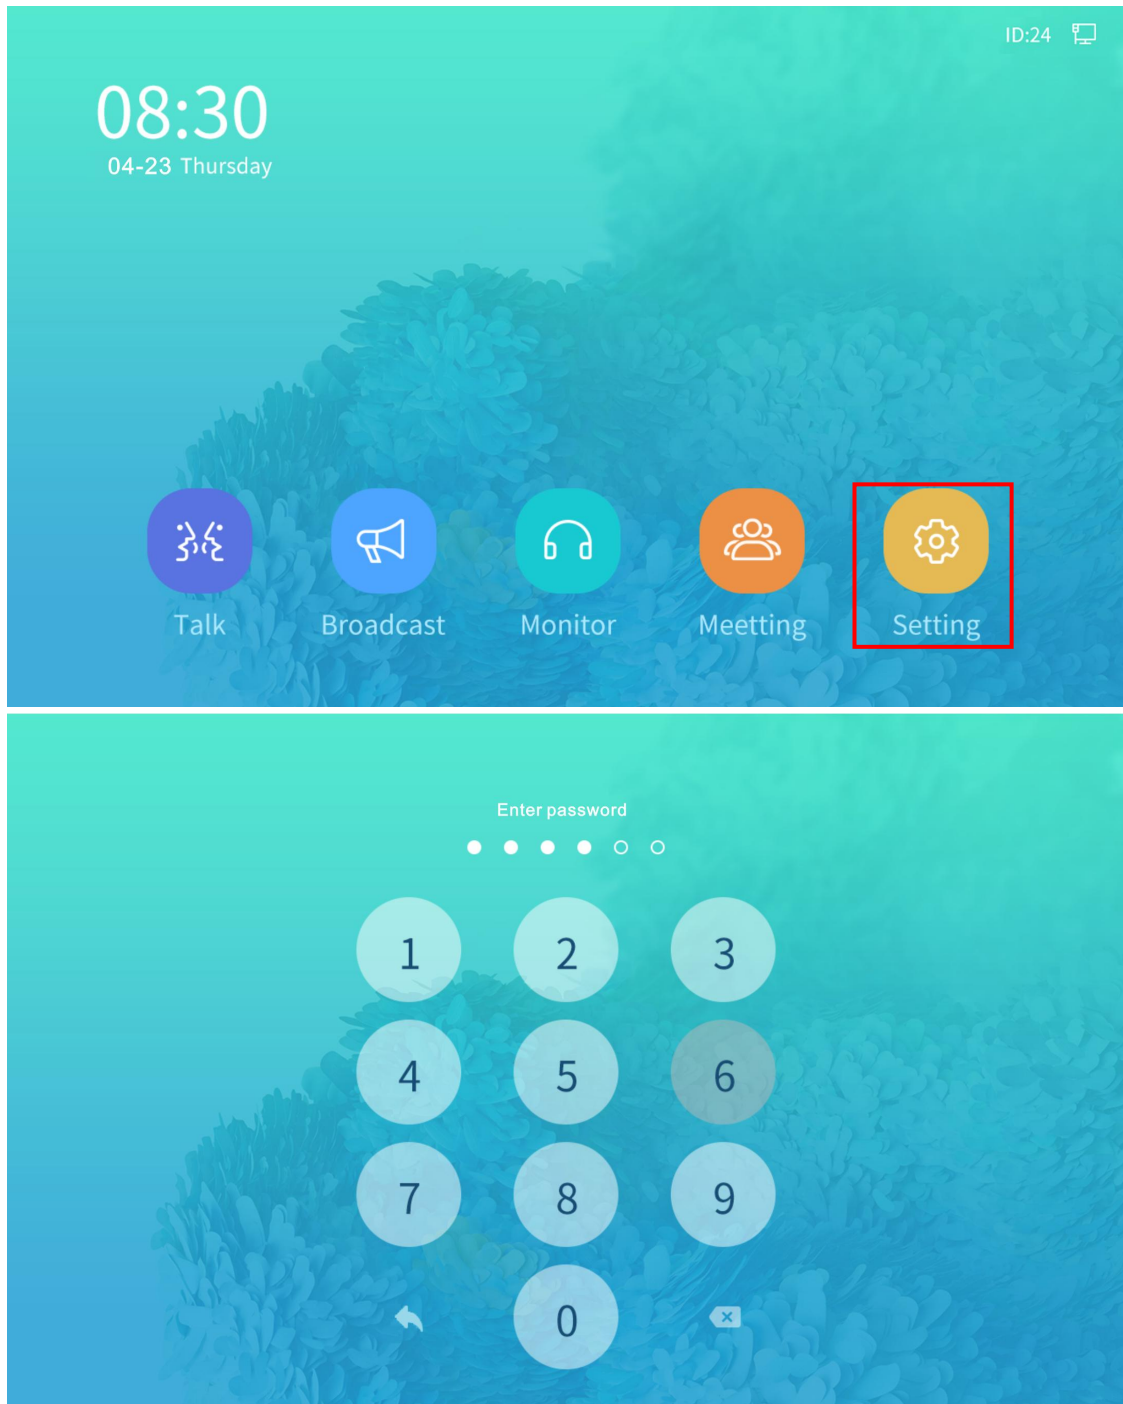 ID:24
08:30
04-23 Thursday
Talk Broadcast Monitor Meetting Setting
Enter password
1 2 3
4 5 6
7 8 9
0